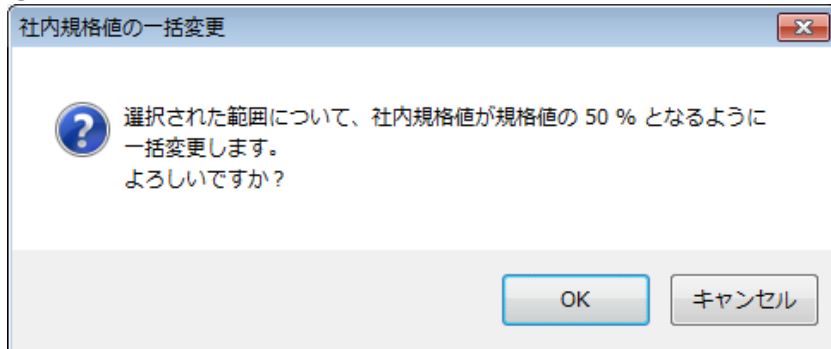 社内規格値の一括変更
選択された範囲について、社内規格値が規格値の 50 % となるように
一括変更します。
よろしいですか？
OK
キャンセル